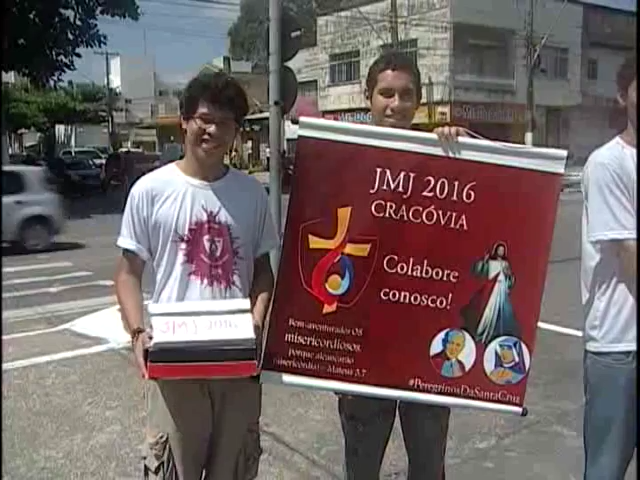 JMJ 2016
CRACÓVIA
Colabore
conosco!
Bem-aventurados os
misericordiosos,
porque alcançarão
misericórdia! - Mateus 5,7
#PeregrinosDaSantaCruz
JMJ 2016